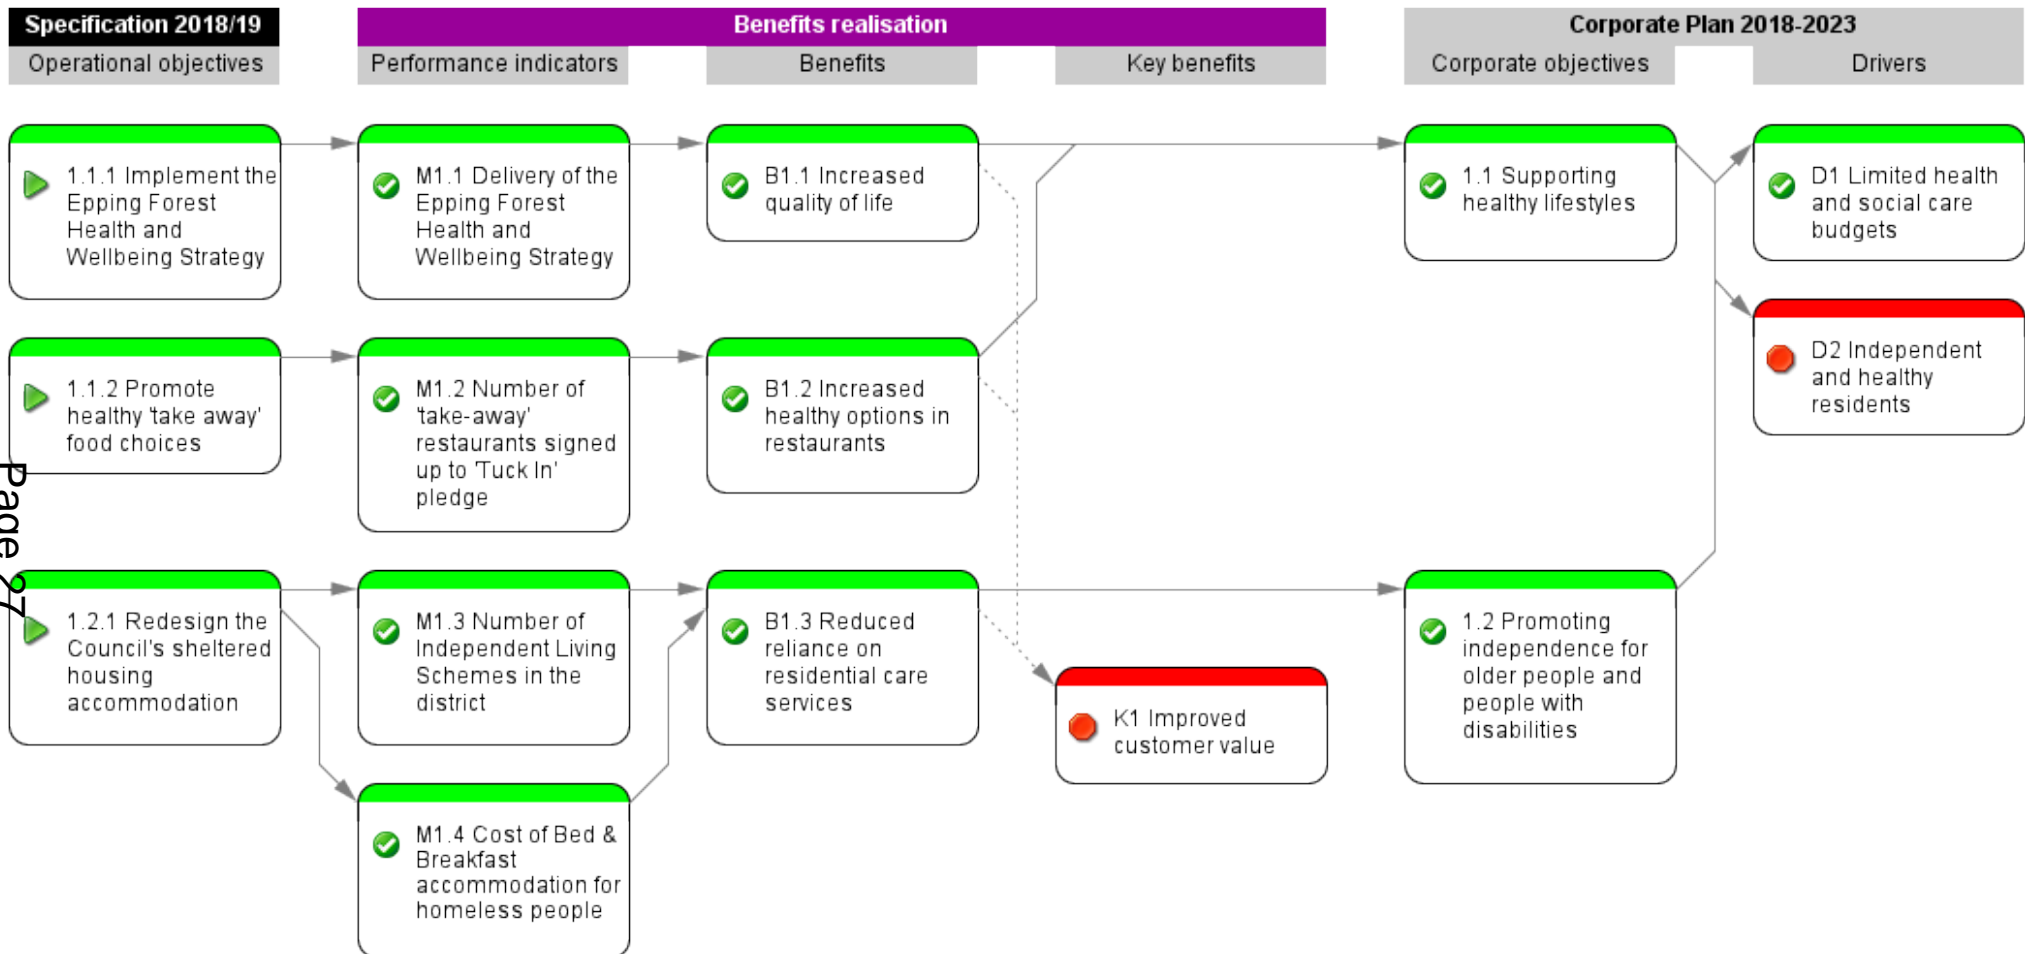 Specification 2018/19
Benefits realisation
Corporate Plan 2018-2023
Operational objectives
Performance indicators
Benefits
Key benefits
Corporate objectives
Drivers
1.1.1 Implement the
Epping Forest
Health and
Wellbeing Strategy
M1.1 Delivery of the
Epping Forest
Health and
Wellbeing Strategy
B1.1 Increased
quality of life
1.1 Supporting
healthy lifestyles
D1 Limited health
and social care
budgets
D2 Independent
and healthy
residents
1.1.2 Promote
healthy 'take away'
food choices
M1.2 Number of
'take-away'
restaurants signed
up to 'Tuck In'
pledge
B1.2 Increased
healthy options in
restaurants
Page 27
1.2.1 Redesign the
Council's sheltered
housing
accommodation
M1.3 Number of
Independent Living
Schemes in the
district
B1.3 Reduced
reliance on
residential care
services
K1 Improved
customer value
1.2 Promoting
independence for
older people and
people with
disabilities
M1.4 Cost of Bed &
Breakfast
accommodation for
homeless people